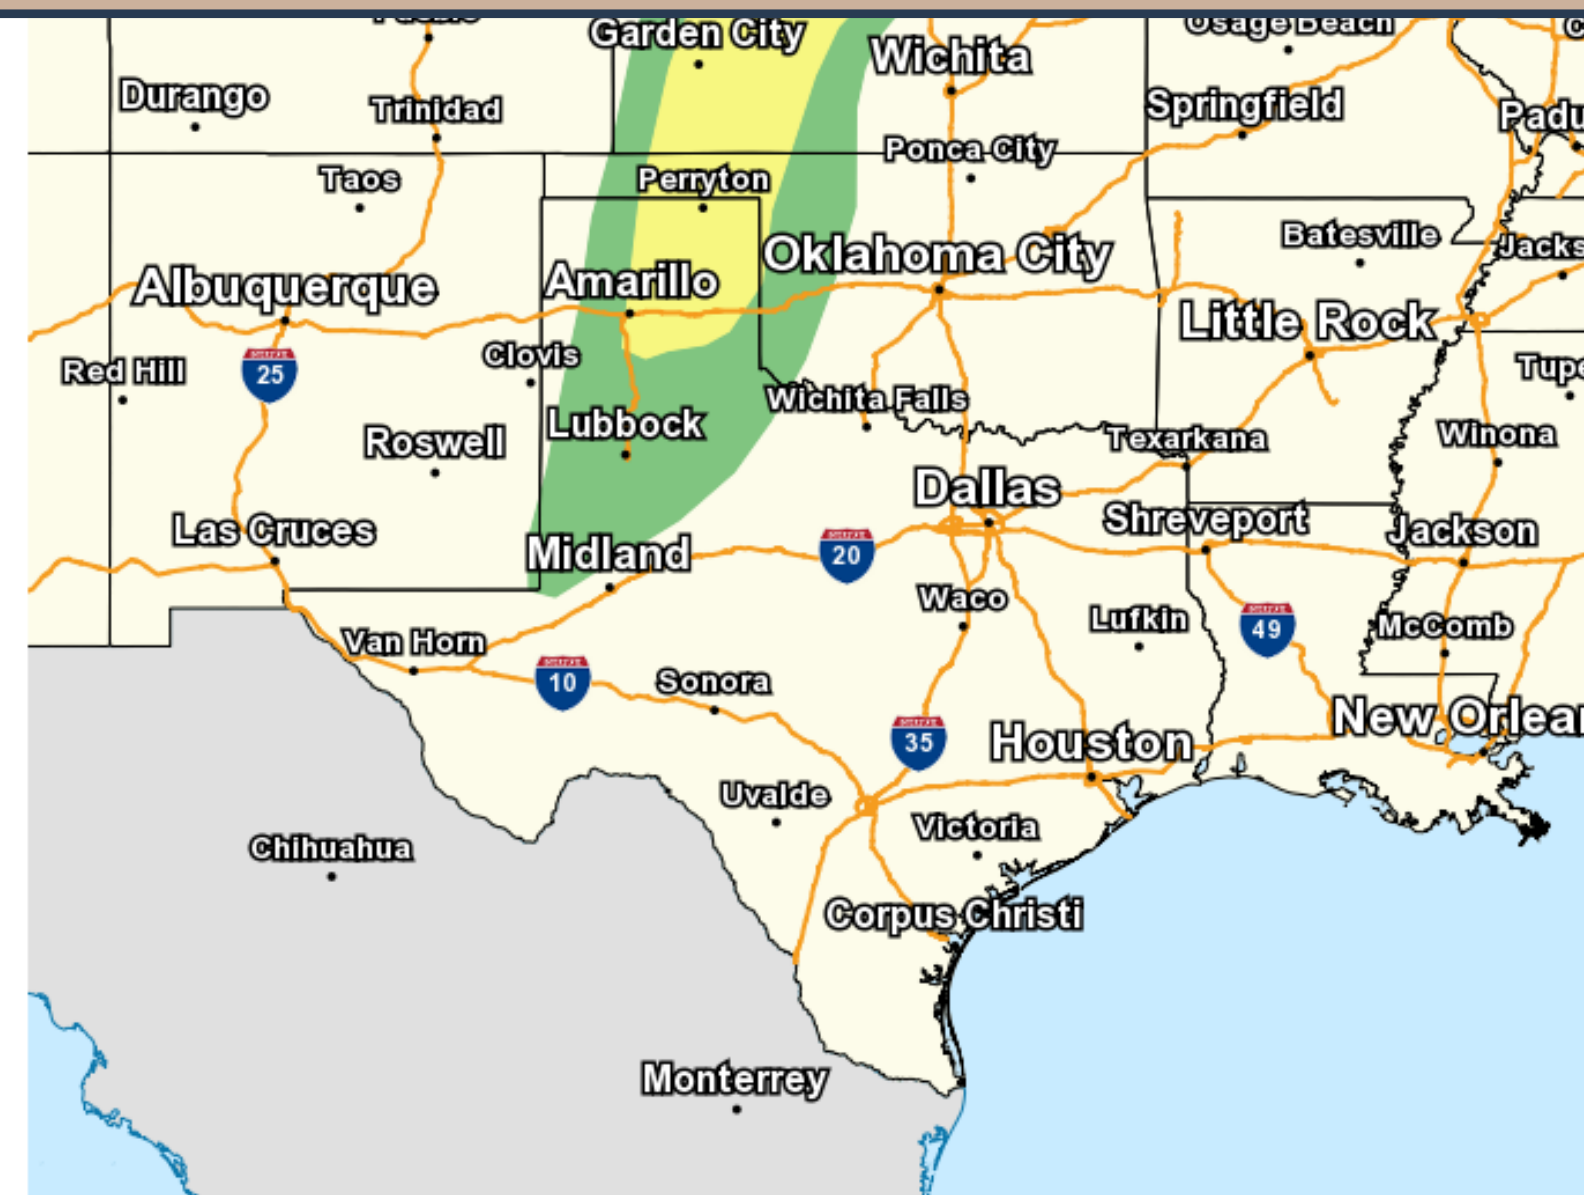 Garden City
Wichita
Osage Beach
Durango
Trinidad
Springfield
Padu
Ponca City
Taos
Perryton
Batesville
Oklahoma City
Jacks
Albuquerque
Amarillo
Little Rock
Clovis
Red Hill
25
Tupe
Wichita Falls
Lubbock
Roswell
Texarkana
Winona
Dallas
Las Cruces
Shreveport
Jackson
Midland
20
Waco
Lufkin
49
McComb
Van Horn
10
Sonora
35
Houston
New Orlear
Uvalde
Victoria
Chihuahua
Corpus Christi
Monterrey